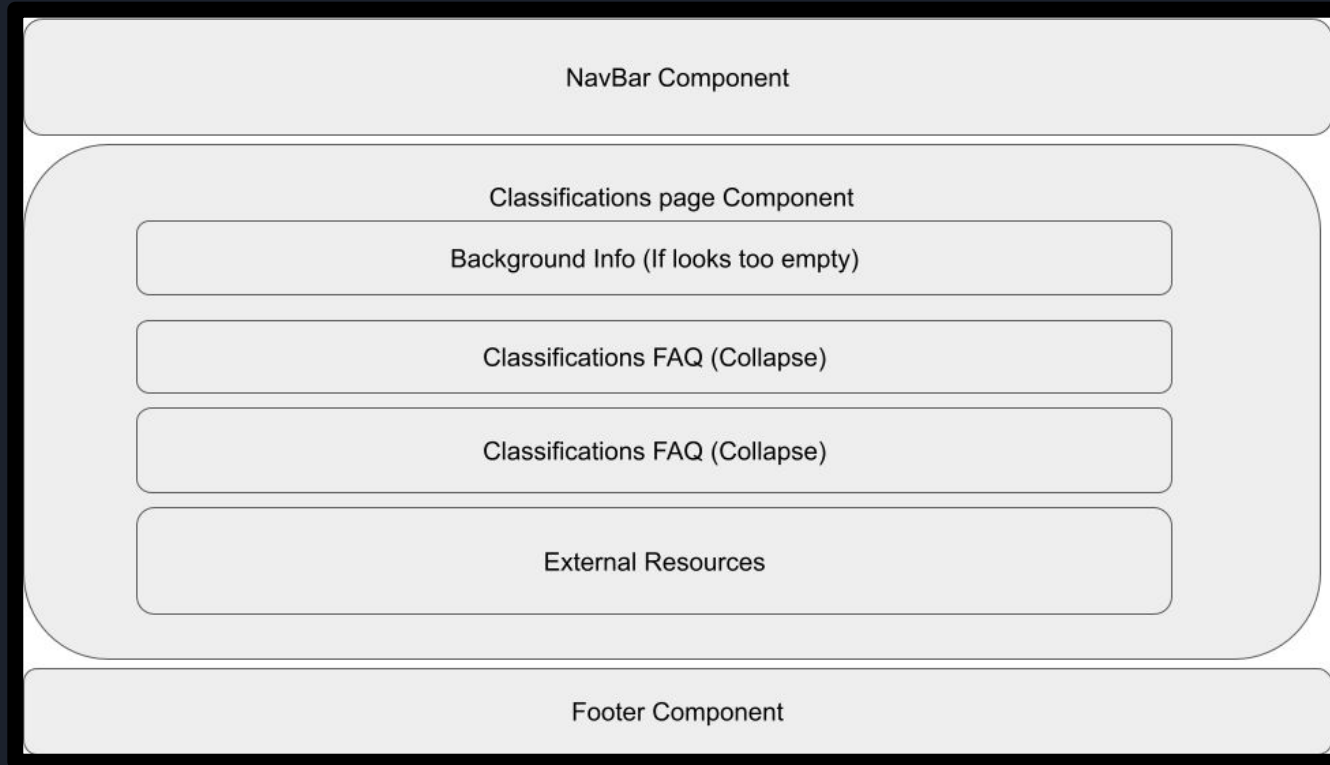 NavBar Component
Classifications page Component
Background Info (If looks too empty)
Classifications FAQ (Collapse)
Classifications FAQ (Collapse)
External Resources
Footer Component